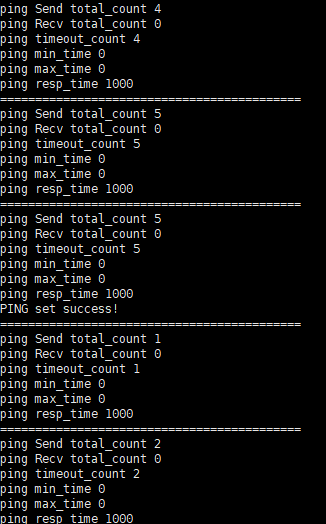 ping Send total_count 4
ping Recv total_count 0
ping timeout_count 4
ping min_time 0
ping max_time 0
ping resp_time 1000
===========================================
ping Send total_count 5
ping Recv total_count 0
ping timeout_count 5
ping min_time 0
ping max_time 0
ping resp_time 1000
===========================================
ping Send total_count 5
ping Recv total_count 0
ping timeout_count 5
ping min_time 0
ping max_time 0
ping resp_time 1000
PING set success!
===========================================
ping Send total_count 1
ping Recv total_count 0
ping timeout_count 1
ping min_time 0
ping max_time 0
ping resp_time 1000
===========================================
ping Send total_count 2
ping Recv total_count 0
ping timeout_count 2
ping min_time 0
ping max_time 0
ping resp_time 1000